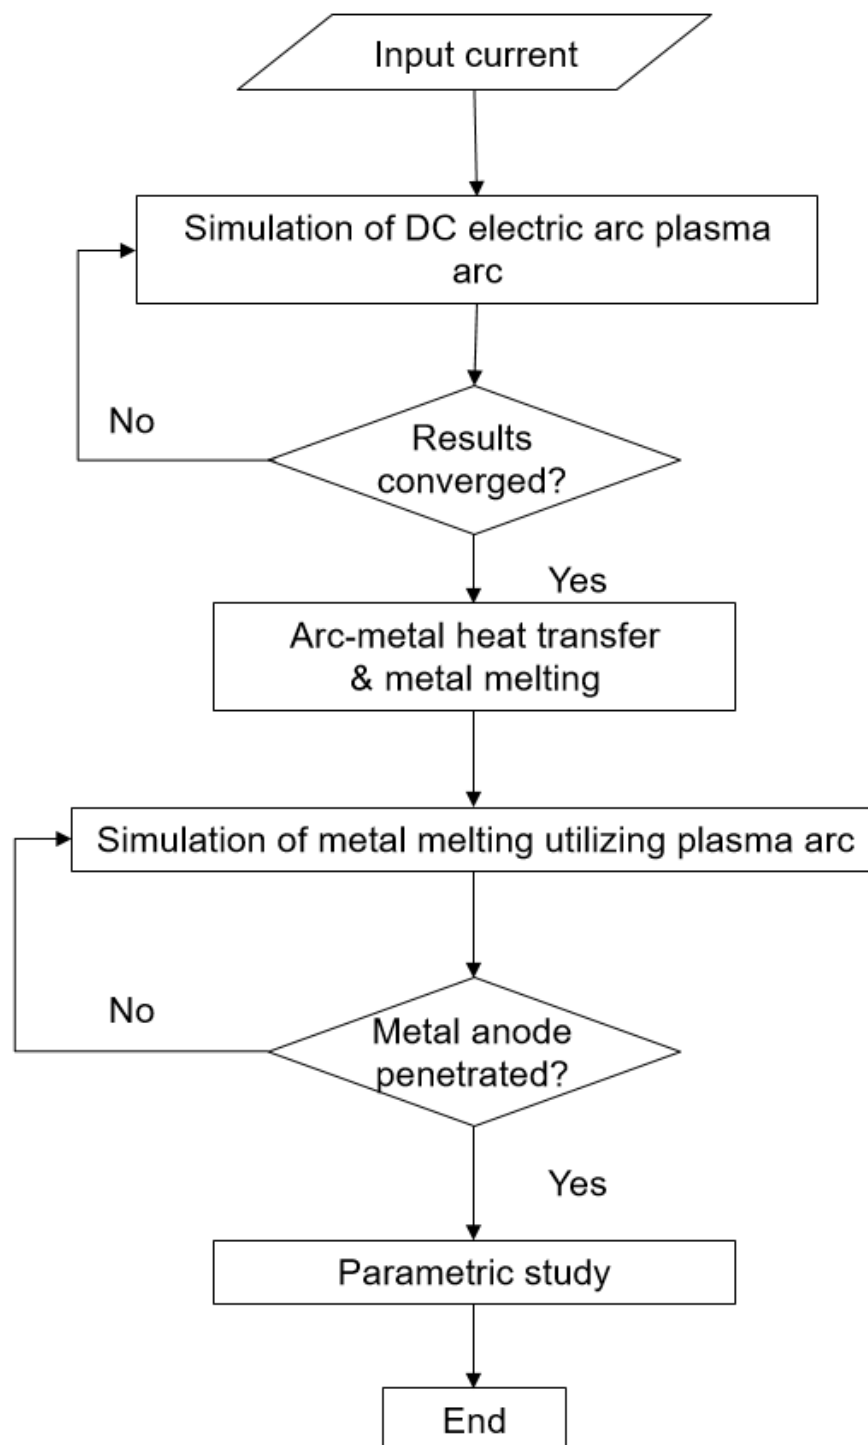 Input current
Simulation of DC electric arc plasma
arc
No
Results
converged?
Yes
Arc-metal heat transfer
& metal melting
Simulation of metal melting utilizing plasma arc
No
Metal anode
penetrated?
Yes
Parametric study
End